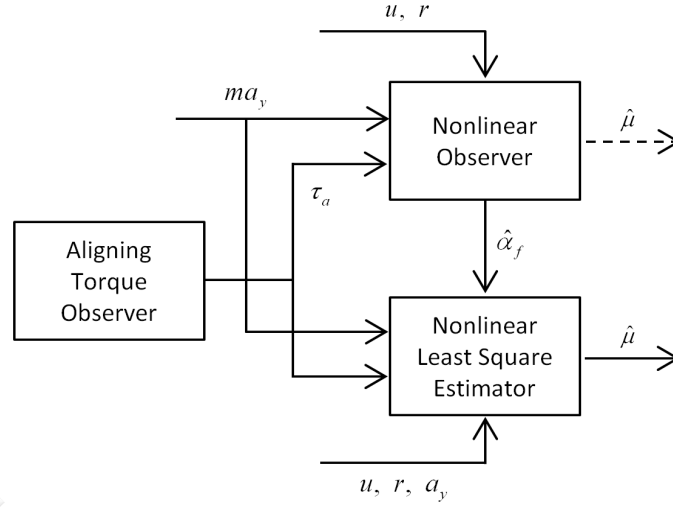 u, r
ma_y
Nonlinear
Observer
μ̂
τ_a
Aligning
Torque
Observer
α̂_f
Nonlinear
Least Square
Estimator
μ̂
u, r, a_y